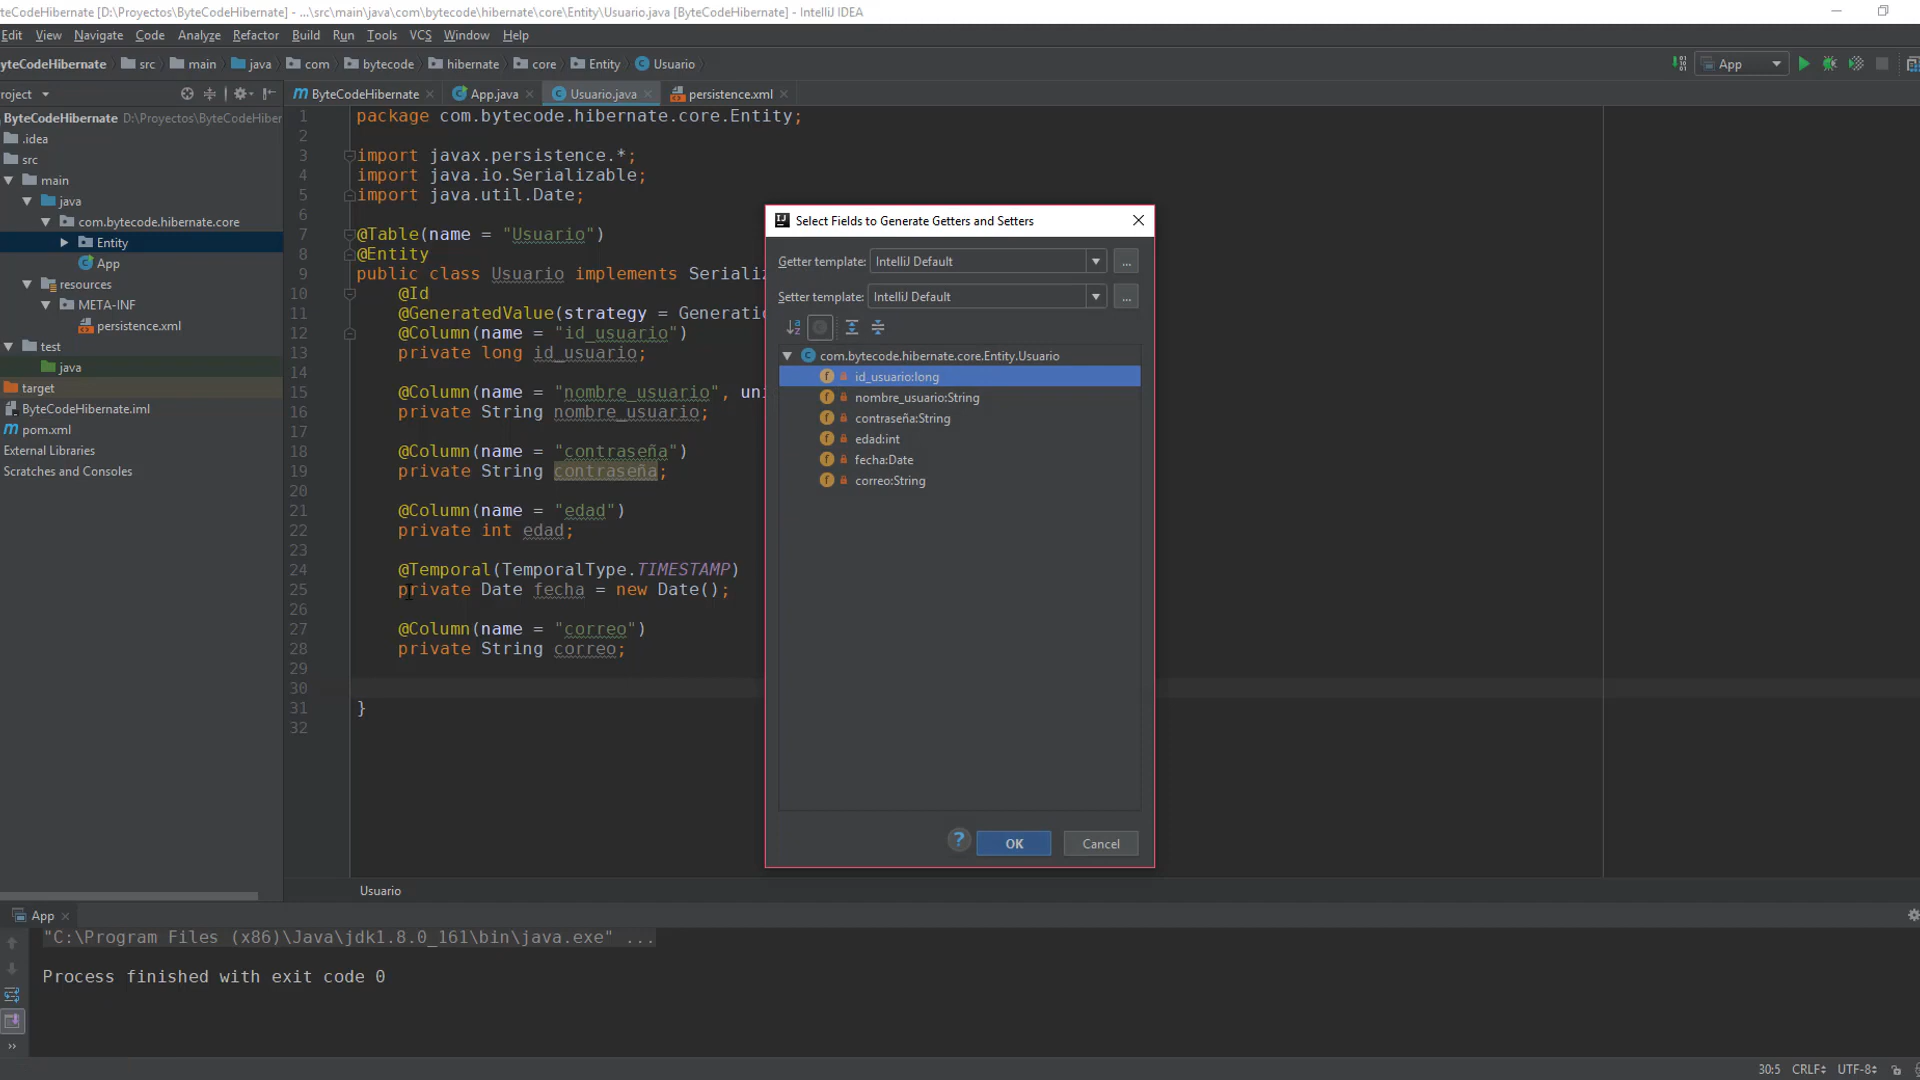 teCodeHibernate [D:\Proyectos\ByteCodeHibernate] - ...\src\main\java\com\bytecode\hibernate\core\Entity\Usuario.java [ByteCodeHibernate] - IntelliJ IDEA
Edit View Navigate Code Analyze Refactor Build Run Tools VCS Window Help
yteCodeHibernate src main java com bytecode hibernate core Entity Usuario App
roject
ByteCodeHibernate App.java Usuario.java persistence.xml
ByteCodeHibernate D:\Proyectos\ByteCodeHiber
.idea
src
main
java
com.bytecode.hibernate.core
Entity
App
resources
META-INF
persistence.xml
test
java
target
ByteCodeHibernate.iml
pom.xml
External Libraries
Scratches and Consoles
1 package com.bytecode.hibernate.core.Entity;
2
3 import javax.persistence.*;
4 import java.io.Serializable;
5 import java.util.Date;
6
7 @Table(name = "Usuario")
8 @Entity
9 public class Usuario implements Serializ
10 @Id
11 @GeneratedValue(strategy = Generatio
12 @Column(name = "id_usuario")
13 private long id_usuario;
14
15 @Column(name = "nombre_usuario", uni
16 private String nombre_usuario;
17
18 @Column(name = "contraseña")
19 private String contraseña;
20
21 @Column(name = "edad")
22 private int edad;
23
24 @Temporal(TemporalType.TIMESTAMP)
25 private Date fecha = new Date();
26
27 @Column(name = "correo")
28 private String correo;
29
30
31 }
32
Usuario
Select Fields to Generate Getters and Setters
Getter template: IntelliJ Default ...
Setter template: IntelliJ Default ...
com.bytecode.hibernate.core.Entity.Usuario
id_usuario:long
nombre_usuario:String
contraseña:String
edad:int
fecha:Date
correo:String
? OK Cancel
App
"C:\Program Files (x86)\Java\jdk1.8.0_161\bin\java.exe" ...
Process finished with exit code 0
30:5 CRLF UTF-8